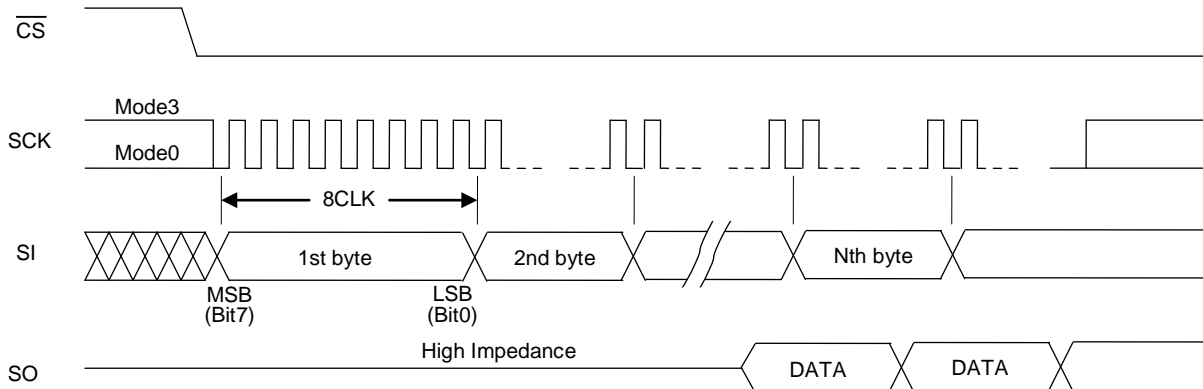 CS
Mode3
SCK
Mode0
8CLK
SI
1st byte
2nd byte
Nth byte
MSB
(Bit7)
LSB
(Bit0)
High Impedance
SO
DATA
DATA